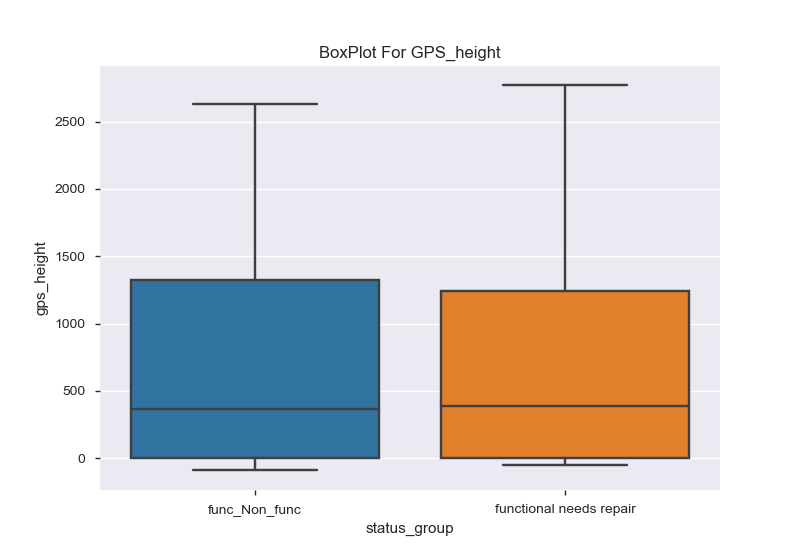 BoxPlot For GPS_height
2500
2000
1500
1000
500
0
gps_height
func_Non_func
functional needs repair
status_group